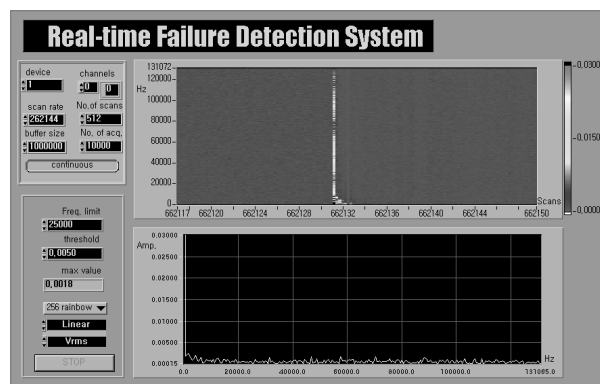 Real-time Failure Detection System
device
1
channels
0 0
scan rate
262144
No.of scans
512
buffer size
1000000
No. of acq.
10000
continuous
131072
Hz
120000
100000
80000
60000
40000
20000
0
662117 662120 662124 662128 662132 662136 662140 662144 662150
Scans
0,0300
0,0150
0,0000
Freq. limit
25000
threshold
0,0050
max value
0,0018
256 rainbow
Linear
Vrms
STOP
Amp.
0.03000
0.02500
0.02000
0.01500
0.01000
0.00500
0.00015
0.0 20000.0 40000.0 60000.0 80000.0 100000.0 131065.0
Hz